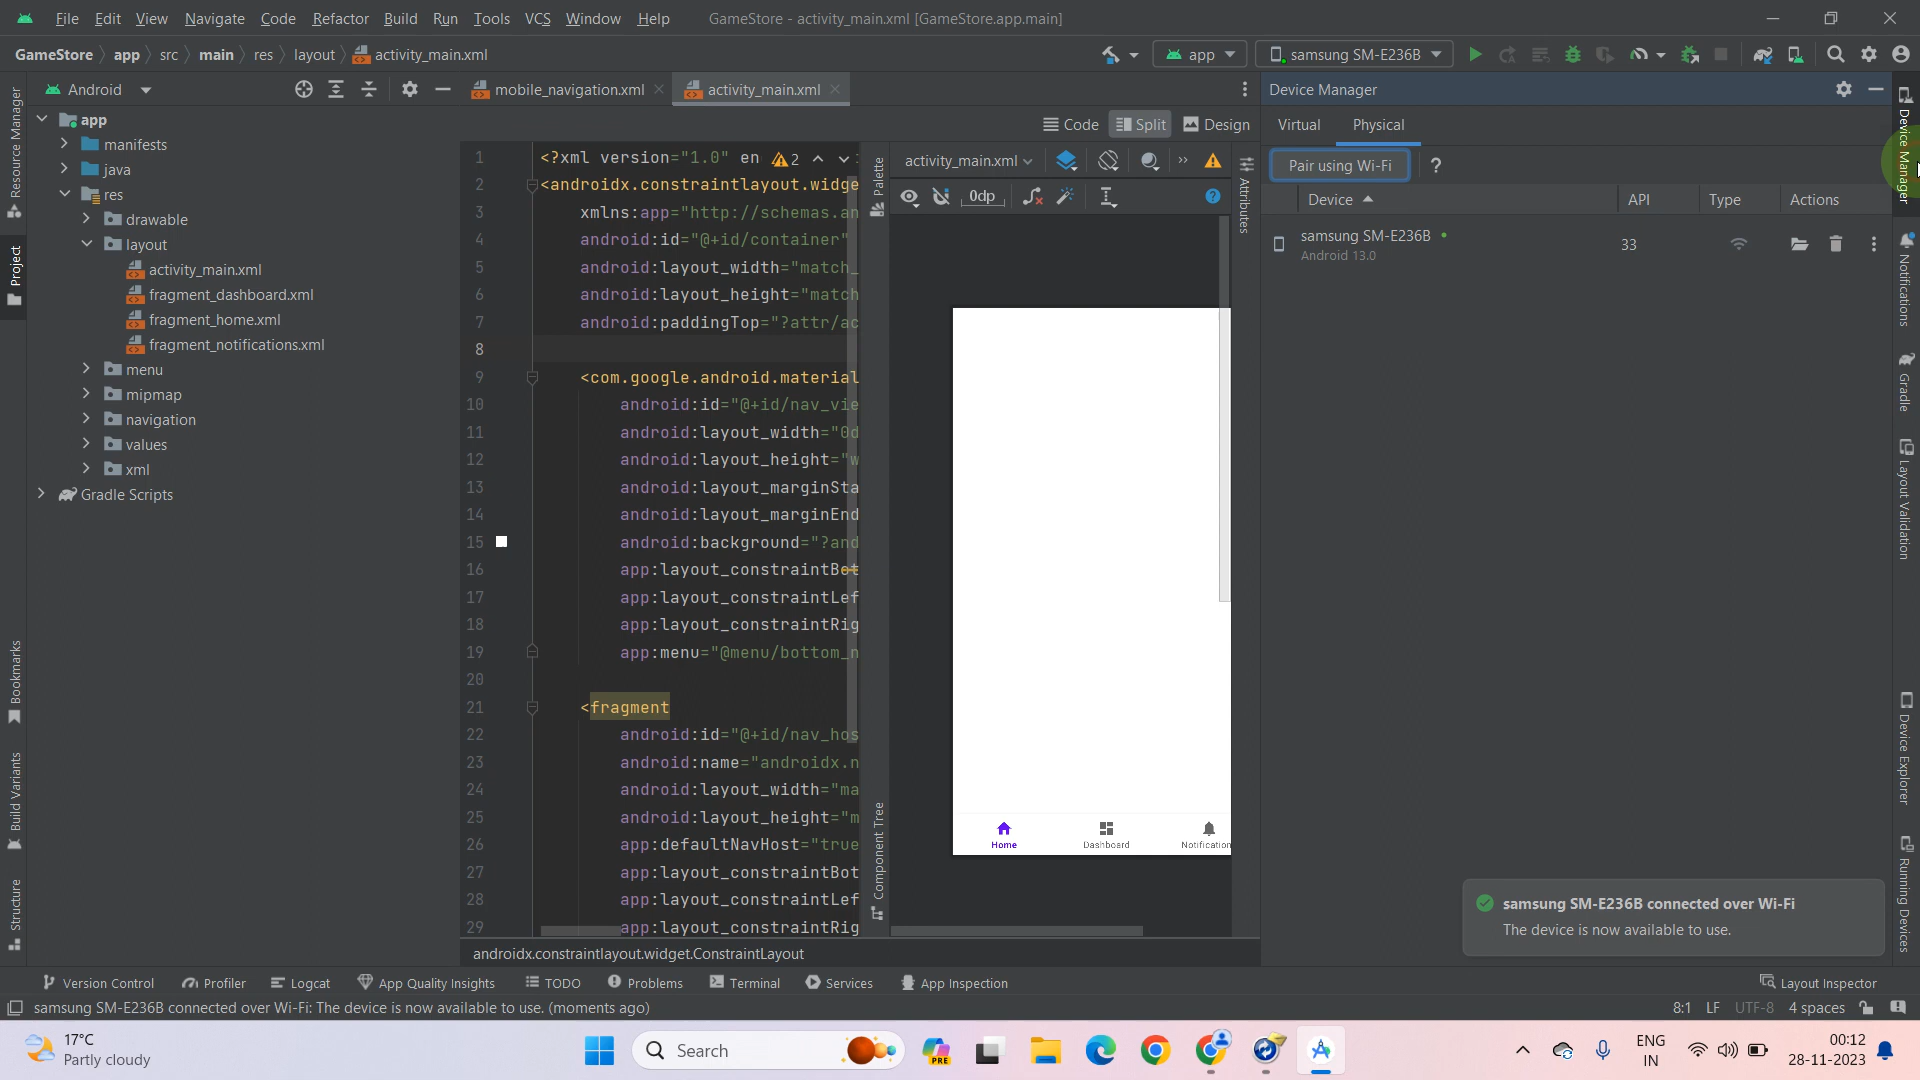 File Edit View Navigate Code Refactor Build Run Tools VCS Window Help GameStore - activity_main.xml [GameStore.app.main]
GameStore app src main res layout activity_main.xml app samsung SM-E236B
Android mobile_navigation.xml activity_main.xml Device Manager
Code Split Design Virtual Physical
activity_main.xml Pair using Wi-Fi ?
0dp
Device API Type Actions
samsung SM-E236B 33
Android 13.0
Resource Manager
Project
Bookmarks
Build Variants
Structure
app
manifests
java
res
drawable
layout
activity_main.xml
fragment_dashboard.xml
fragment_home.xml
fragment_notifications.xml
menu
mipmap
navigation
values
xml
Gradle Scripts
1 <?xml version="1.0" en 2
2 <androidx.constraintlayout.widge
3 xmlns:app="http://schemas.an
4 android:id="@+id/container"
5 android:layout_width="match_
6 android:layout_height="match
7 android:paddingTop="?attr/ac
8
9 <com.google.android.material
10 android:id="@+id/nav_vie
11 android:layout_width="0d
12 android:layout_height="w
13 android:layout_marginSta
14 android:layout_marginEnd
15 android:background="?and
16 app:layout_constraintBot
17 app:layout_constraintLef
18 app:layout_constraintRig
19 app:menu="@menu/bottom_n
20
21 <fragment
22 android:id="@+id/nav_hos
23 android:name="androidx.n
24 android:layout_width="ma
25 android:layout_height="m
26 app:defaultNavHost="true
27 app:layout_constraintBot
28 app:layout_constraintLef
29 app:layout_constraintRig
androidx.constraintlayout.widget.ConstraintLayout
Palette
Component Tree
Attributes
Home Dashboard Notification
Device Manager
Notifications
Gradle
Layout Validation
Device Explorer
Running Devices
samsung SM-E236B connected over Wi-Fi
The device is now available to use.
Version Control Profiler Logcat App Quality Insights TODO Problems Terminal Services App Inspection Layout Inspector
samsung SM-E236B connected over Wi-Fi: The device is now available to use. (moments ago) 8:1 LF UTF-8 4 spaces
17°C
Partly cloudy
Search
PRE
ENG
IN
00:12
28-11-2023